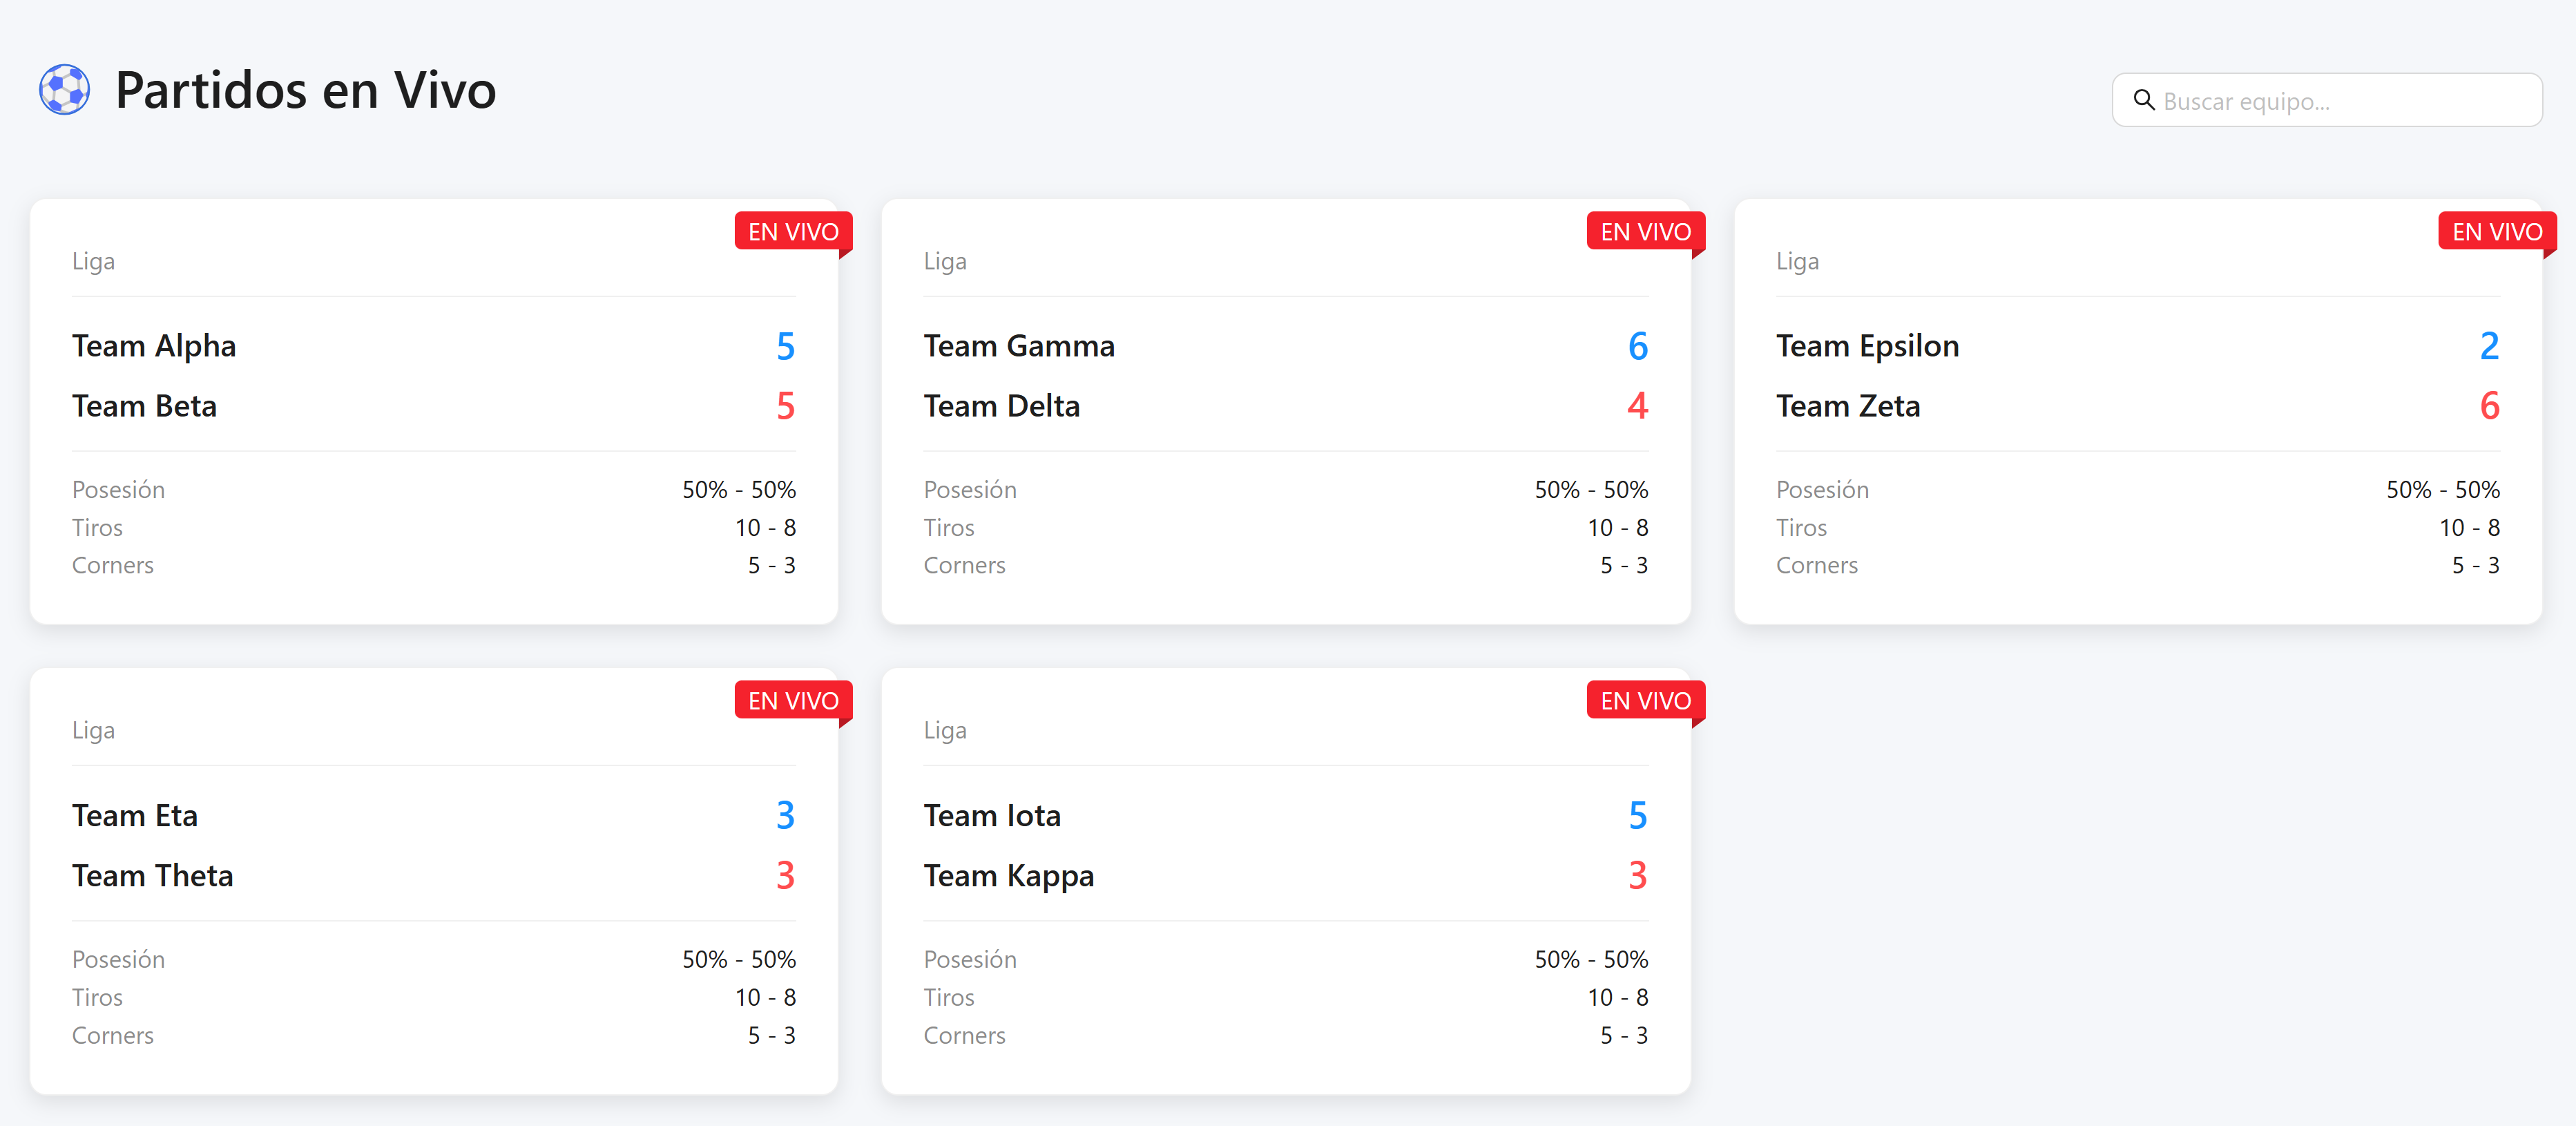 Partidos en Vivo
Buscar equipo...
EN VIVO
Liga
Team Alpha 5
Team Beta 5
Posesión 50% - 50%
Tiros 10 - 8
Corners 5 - 3
EN VIVO
Liga
Team Gamma 6
Team Delta 4
Posesión 50% - 50%
Tiros 10 - 8
Corners 5 - 3
EN VIVO
Liga
Team Epsilon 2
Team Zeta 6
Posesión 50% - 50%
Tiros 10 - 8
Corners 5 - 3
EN VIVO
Liga
Team Eta 3
Team Theta 3
Posesión 50% - 50%
Tiros 10 - 8
Corners 5 - 3
EN VIVO
Liga
Team Iota 5
Team Kappa 3
Posesión 50% - 50%
Tiros 10 - 8
Corners 5 - 3